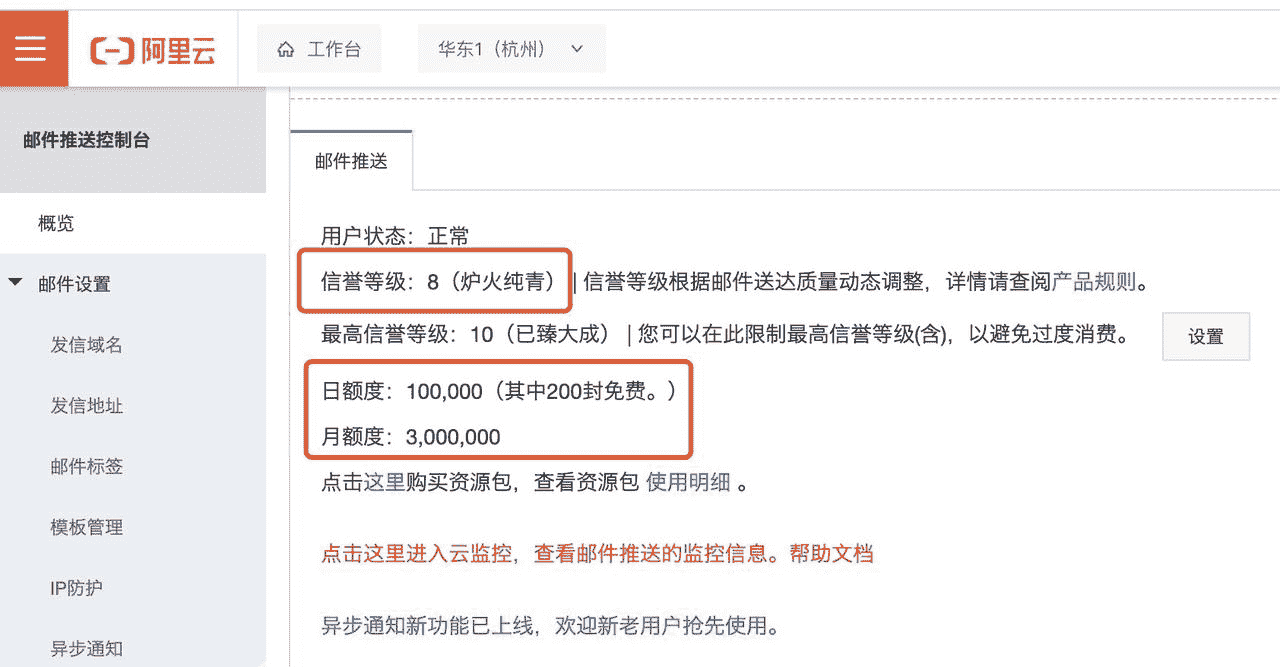 阿里云
工作台
华东1（杭州）
邮件推送控制台
概览
邮件设置
发信域名
发信地址
邮件标签
模板管理
IP防护
异步通知
邮件推送
用户状态：正常
信誉等级：8（炉火纯青） | 信誉等级根据邮件送达质量动态调整，详情请查阅产品规则。
最高信誉等级：10（已臻大成） | 您可以在此限制最高信誉等级(含)，以避免过度消费。
设置
日额度：100,000（其中200封免费。）
月额度：3,000,000
点击这里购买资源包，查看资源包 使用明细 。
点击这里进入云监控，查看邮件推送的监控信息。帮助文档
异步通知新功能已上线，欢迎新老用户抢先使用。